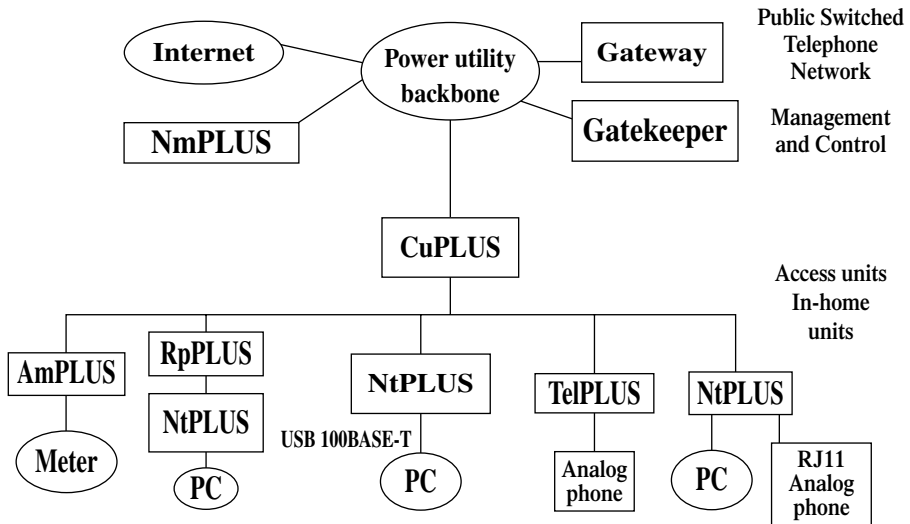 Internet
Power utility
backbone
Gateway
Public Switched
Telephone
Network
NmPLUS
Gatekeeper
Management
and Control
CuPLUS
Access units
In-home
units
AmPLUS
RpPLUS
NtPLUS
NtPLUS
TelPLUS
NtPLUS
USB 100BASE-T
Meter
PC
PC
Analog
phone
PC
RJ11
Analog
phone